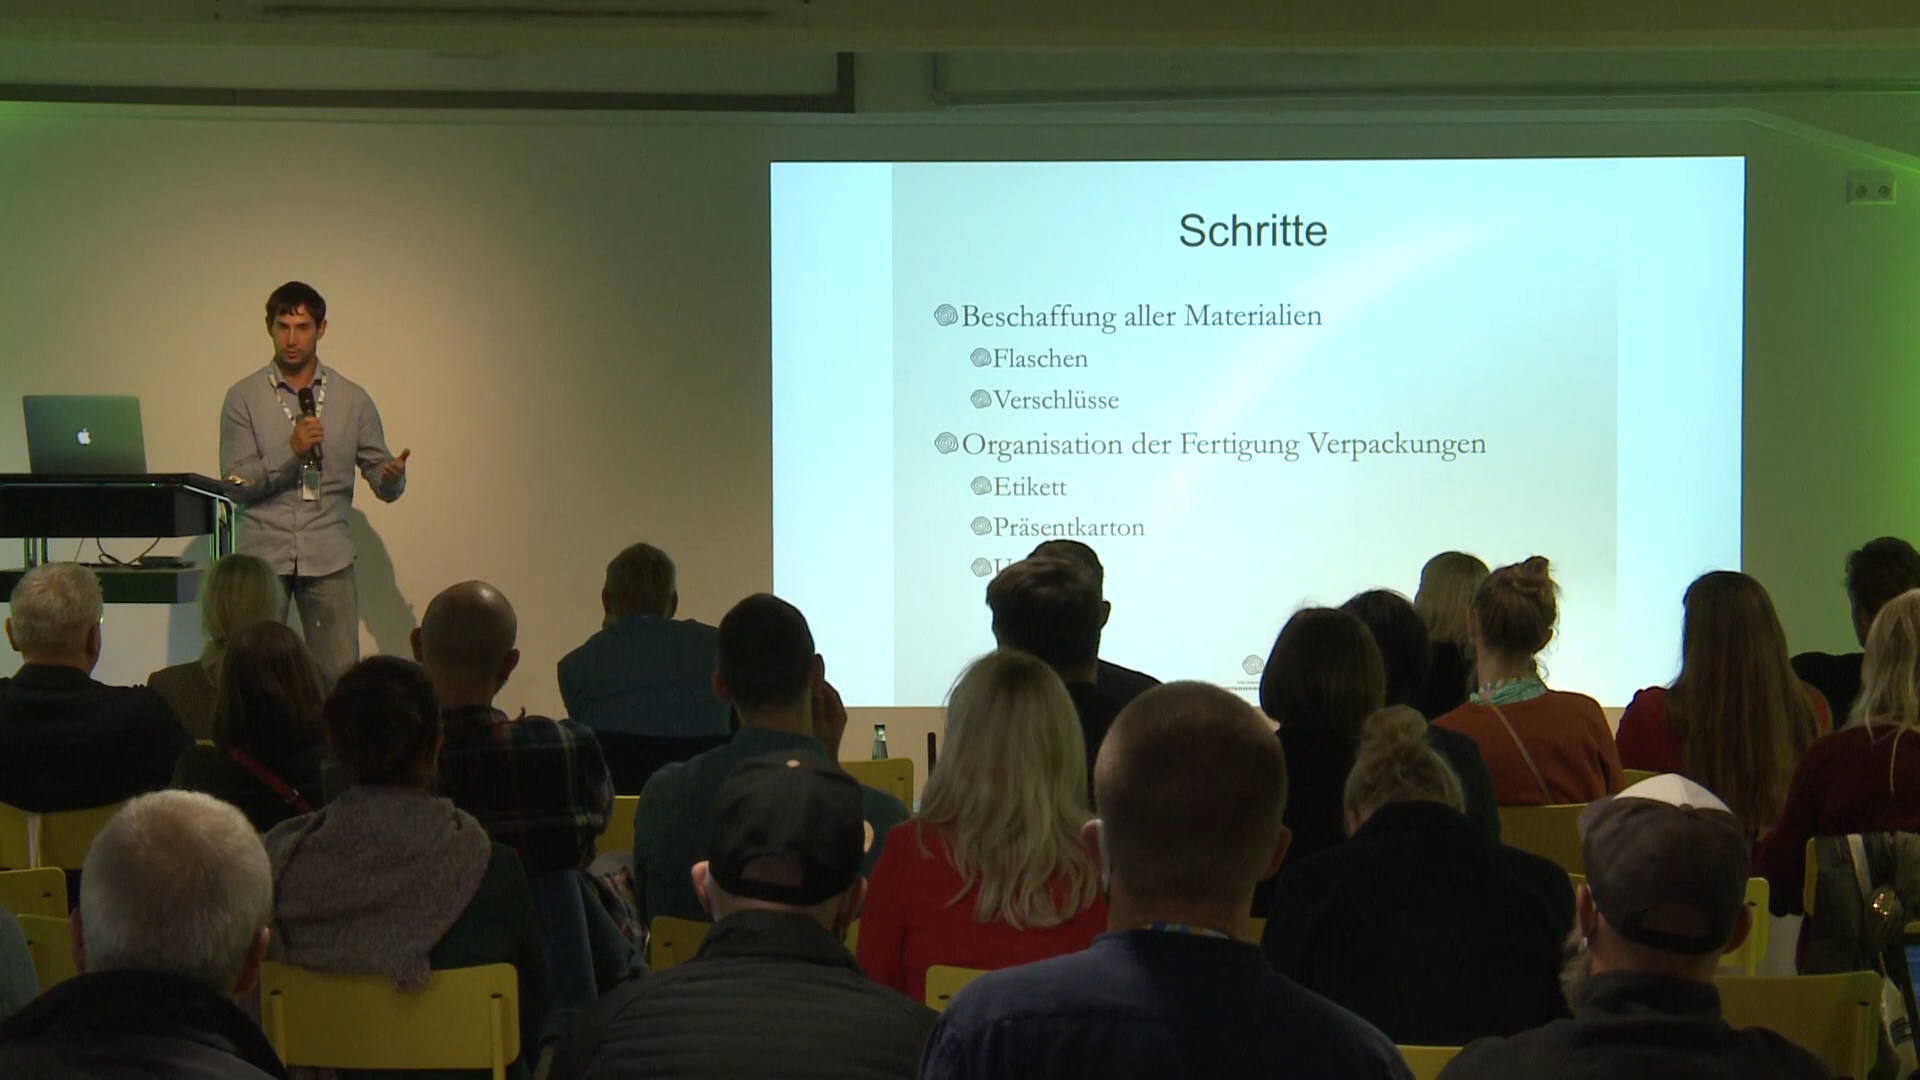 Schritte
Beschaffung aller Materialien
Flaschen
Verschlüsse
Organisation der Fertigung Verpackungen
Etikett
Präsentkarton